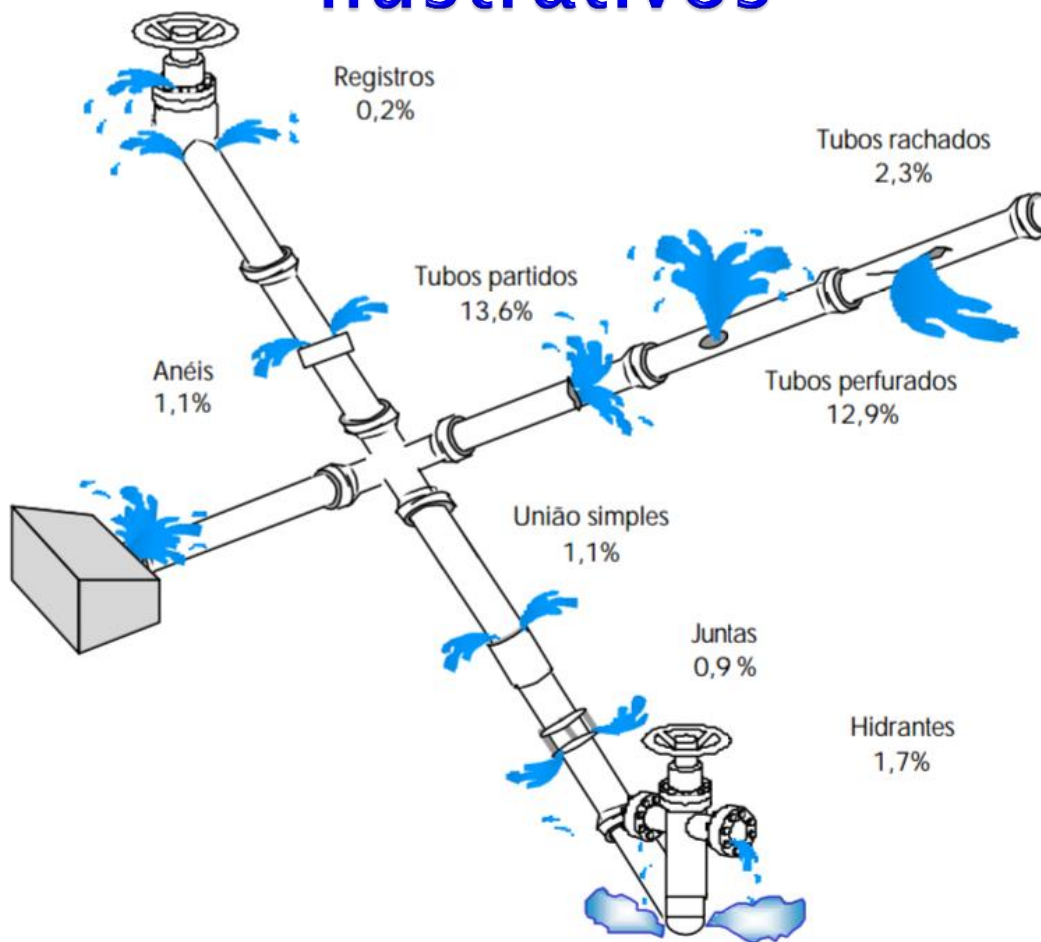 Ilustrativos
Registros
0,2%
Tubos rachados
2,3%
Tubos partidos
13,6%
Anéis
1,1%
Tubos perfurados
12,9%
União simples
1,1%
Juntas
0,9 %
Hidrantes
1,7%